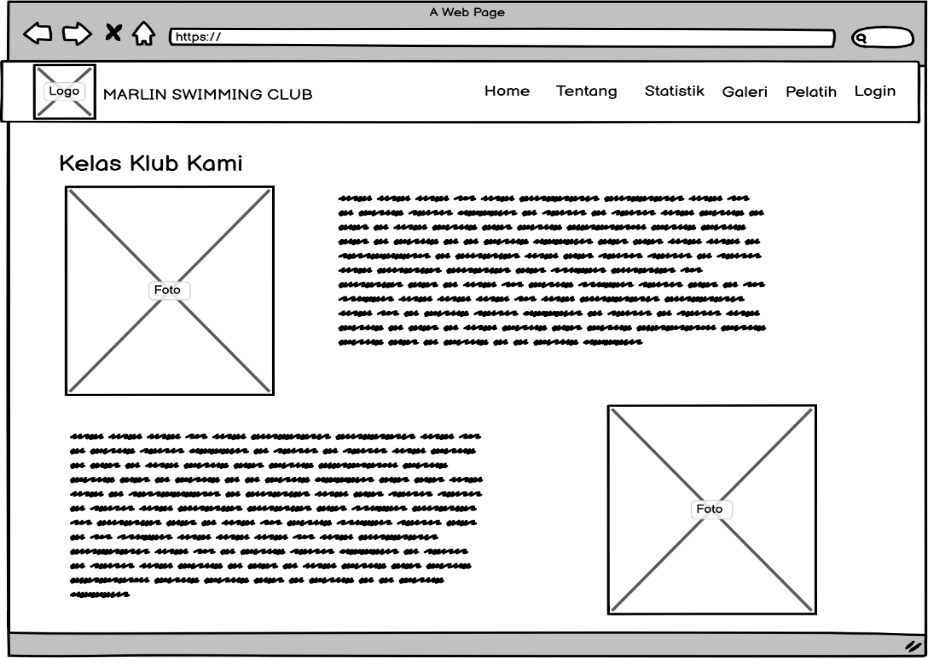 A Web Page
https://
Logo
MARLIN SWIMMING CLUB
Home Tentang Statistik Galeri Pelatih Login
Kelas Klub Kami
Foto
Foto